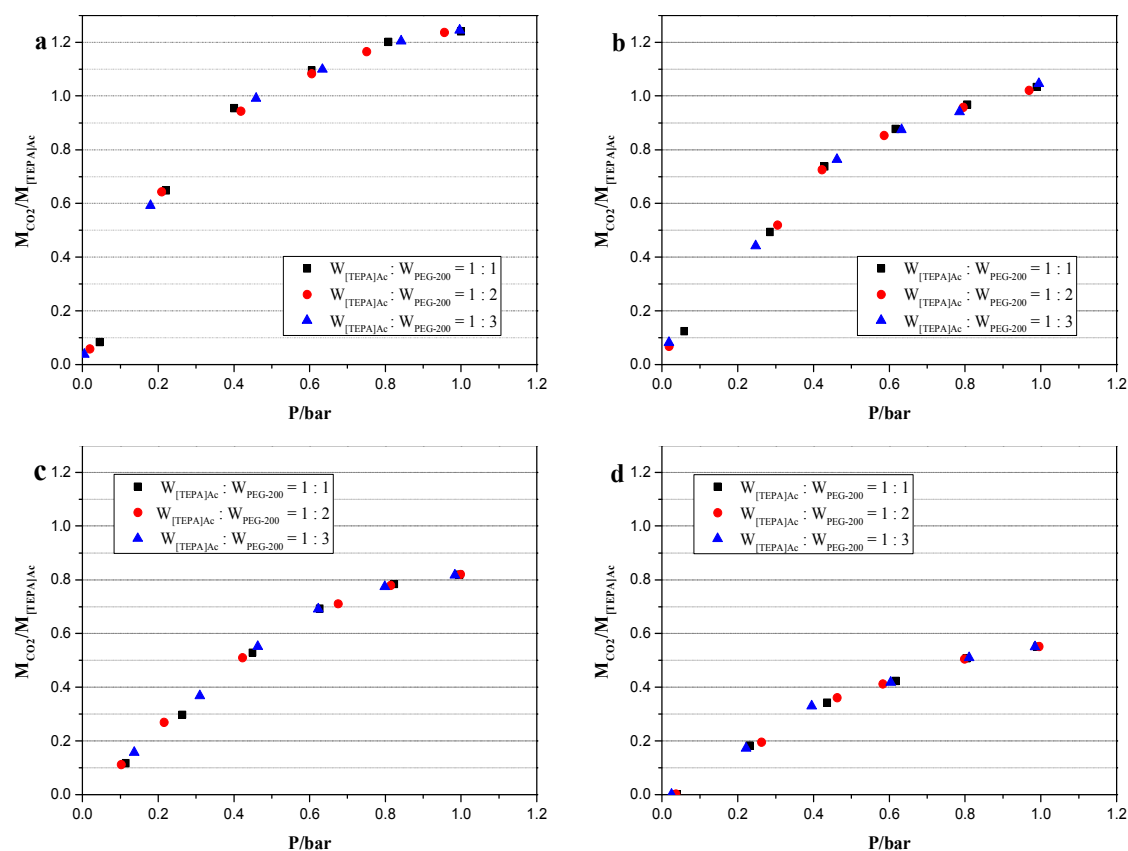 a
1.2
1.0
0.8
0.6
0.4
0.2
0.0
M_CO2/M_[TEPA]Ac
W_[TEPA]Ac : W_PEG-200 = 1 : 1
W_[TEPA]Ac : W_PEG-200 = 1 : 2
W_[TEPA]Ac : W_PEG-200 = 1 : 3
0.0 0.2 0.4 0.6 0.8 1.0 1.2
P/bar
b
1.2
1.0
0.8
0.6
0.4
0.2
0.0
M_CO2/M_[TEPA]Ac
W_[TEPA]Ac : W_PEG-200 = 1 : 1
W_[TEPA]Ac : W_PEG-200 = 1 : 2
W_[TEPA]Ac : W_PEG-200 = 1 : 3
0.0 0.2 0.4 0.6 0.8 1.0 1.2
P/bar
c
1.2
1.0
0.8
0.6
0.4
0.2
0.0
M_CO2/M_[TEPA]Ac
W_[TEPA]Ac : W_PEG-200 = 1 : 1
W_[TEPA]Ac : W_PEG-200 = 1 : 2
W_[TEPA]Ac : W_PEG-200 = 1 : 3
0.0 0.2 0.4 0.6 0.8 1.0 1.2
P/bar
d
1.2
1.0
0.8
0.6
0.4
0.2
0.0
M_CO2/M_[TEPA]Ac
W_[TEPA]Ac : W_PEG-200 = 1 : 1
W_[TEPA]Ac : W_PEG-200 = 1 : 2
W_[TEPA]Ac : W_PEG-200 = 1 : 3
0.0 0.2 0.4 0.6 0.8 1.0 1.2
P/bar